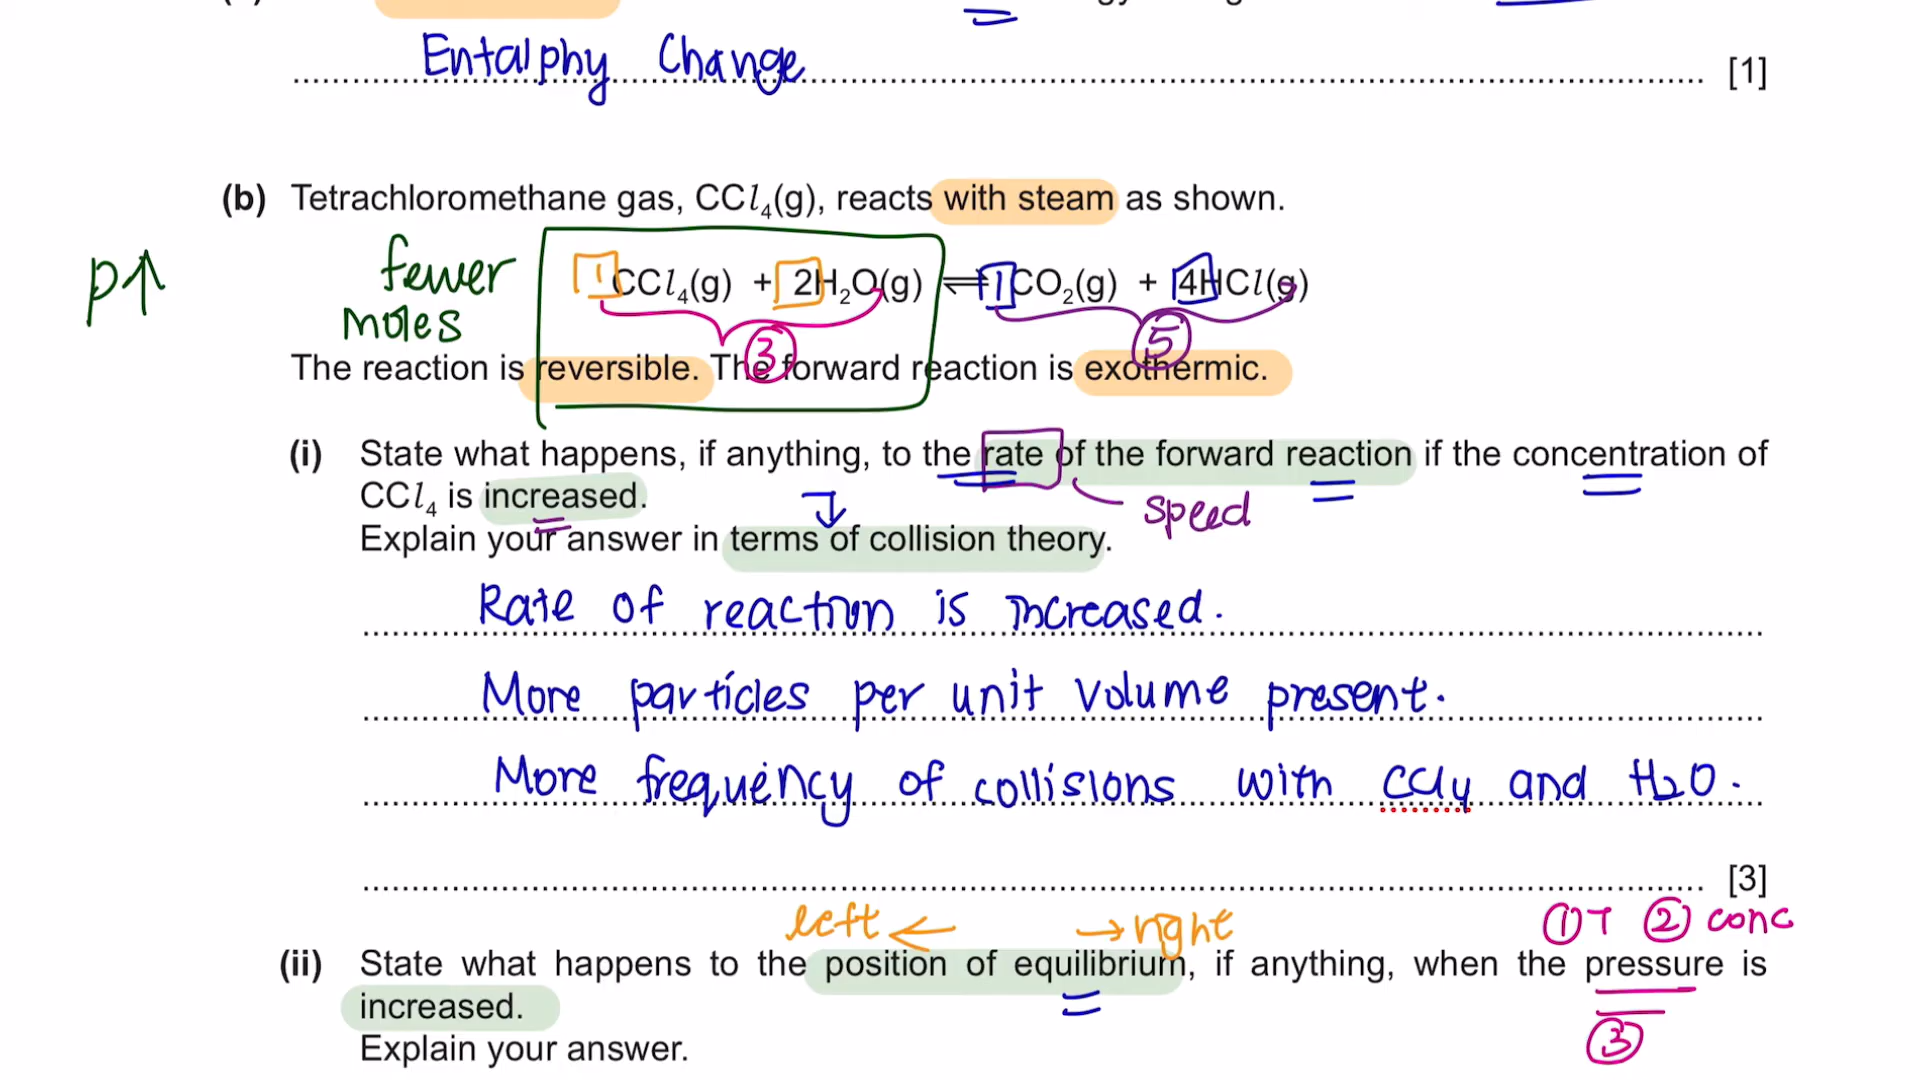 Entalphy Change
[1]
(b) Tetrachloromethane gas, CCl4(g), reacts with steam as shown.
p↑ fewer moles
1 CCl4(g) + 2H2O(g) ⇌ 1 CO2(g) + 4HCl(g)
3 5
The reaction is reversible. The forward reaction is exothermic.
(i) State what happens, if anything, to the rate of the forward reaction if the concentration of
CCl4 is increased.
speed
Explain your answer in terms of collision theory.
Rate of reaction is increased.
More particles per unit volume present.
More frequency of collisions with CCl4 and H2O.
[3]
left ← → right ① T ② conc
(ii) State what happens to the position of equilibrium, if anything, when the pressure is
increased.
③
Explain your answer.